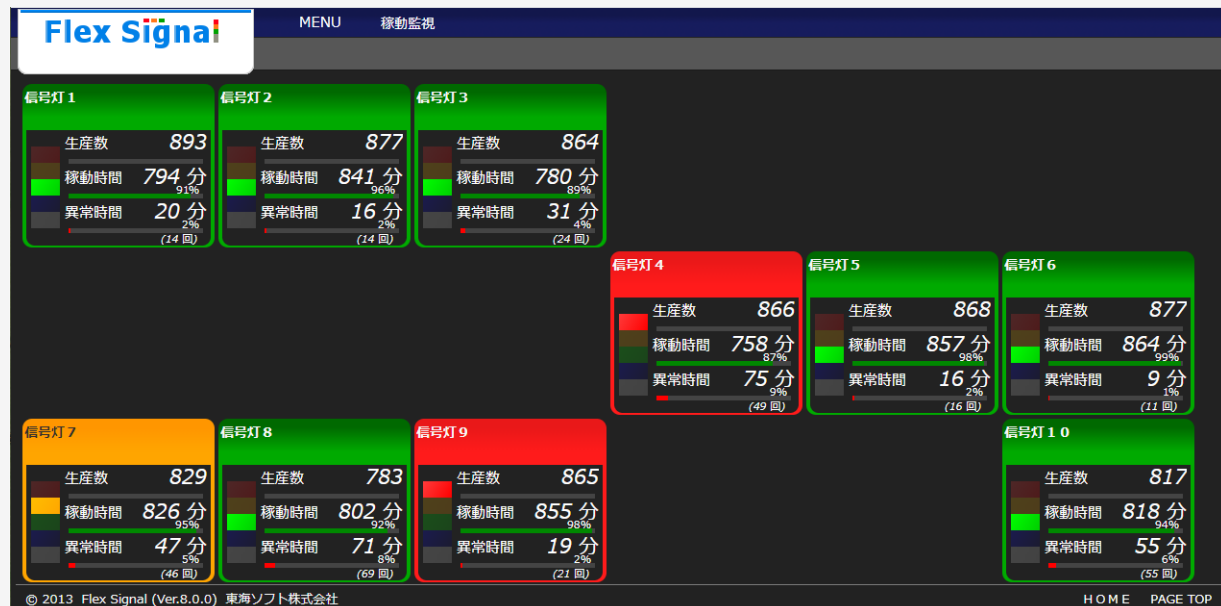 Flex Signal
MENU 稼動監視
信号灯1 信号灯2 信号灯3
生産数 893 生産数 877 生産数 864
稼動時間 794 分 稼動時間 841 分 稼動時間 780 分
91% 96% 89%
異常時間 20 分 異常時間 16 分 異常時間 31 分
2% 2% 4%
(14 回) (14 回) (24 回)
信号灯4 信号灯5 信号灯6
生産数 866 生産数 868 生産数 877
稼動時間 758 分 稼動時間 857 分 稼動時間 864 分
87% 98% 99%
異常時間 75 分 異常時間 16 分 異常時間 9 分
9% 2% 1%
(49 回) (16 回) (11 回)
信号灯7 信号灯8 信号灯9 信号灯10
生産数 829 生産数 783 生産数 865 生産数 817
稼動時間 826 分 稼動時間 802 分 稼動時間 855 分 稼動時間 818 分
95% 92% 98% 94%
異常時間 47 分 異常時間 71 分 異常時間 19 分 異常時間 55 分
5% 8% 2% 6%
(46 回) (69 回) (21 回) (55 回)
© 2013 Flex Signal (Ver.8.0.0) 東海ソフト株式会社 HOME PAGE TOP